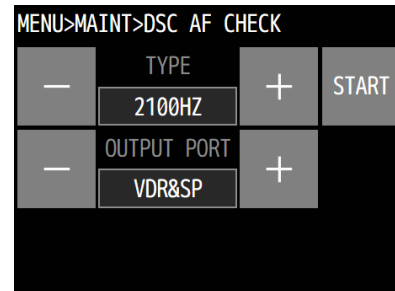 MENU>MAINT>DSC AF CHECK
TYPE
— 2100HZ + START
OUTPUT PORT
— VDR&SP +